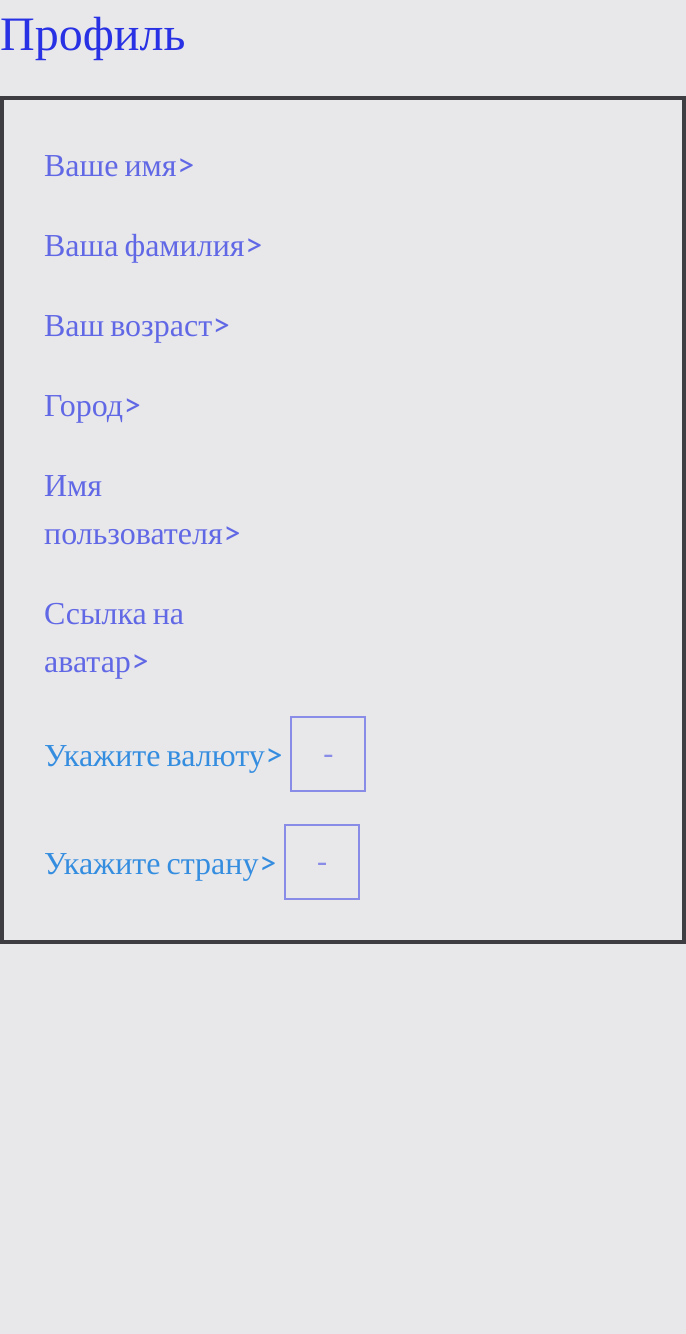 Профиль
Ваше имя>
Ваша фамилия>
Ваш возраст>
Город>
Имя
пользователя>
Ссылка на
аватар>
Укажите валюту> -
Укажите страну> -